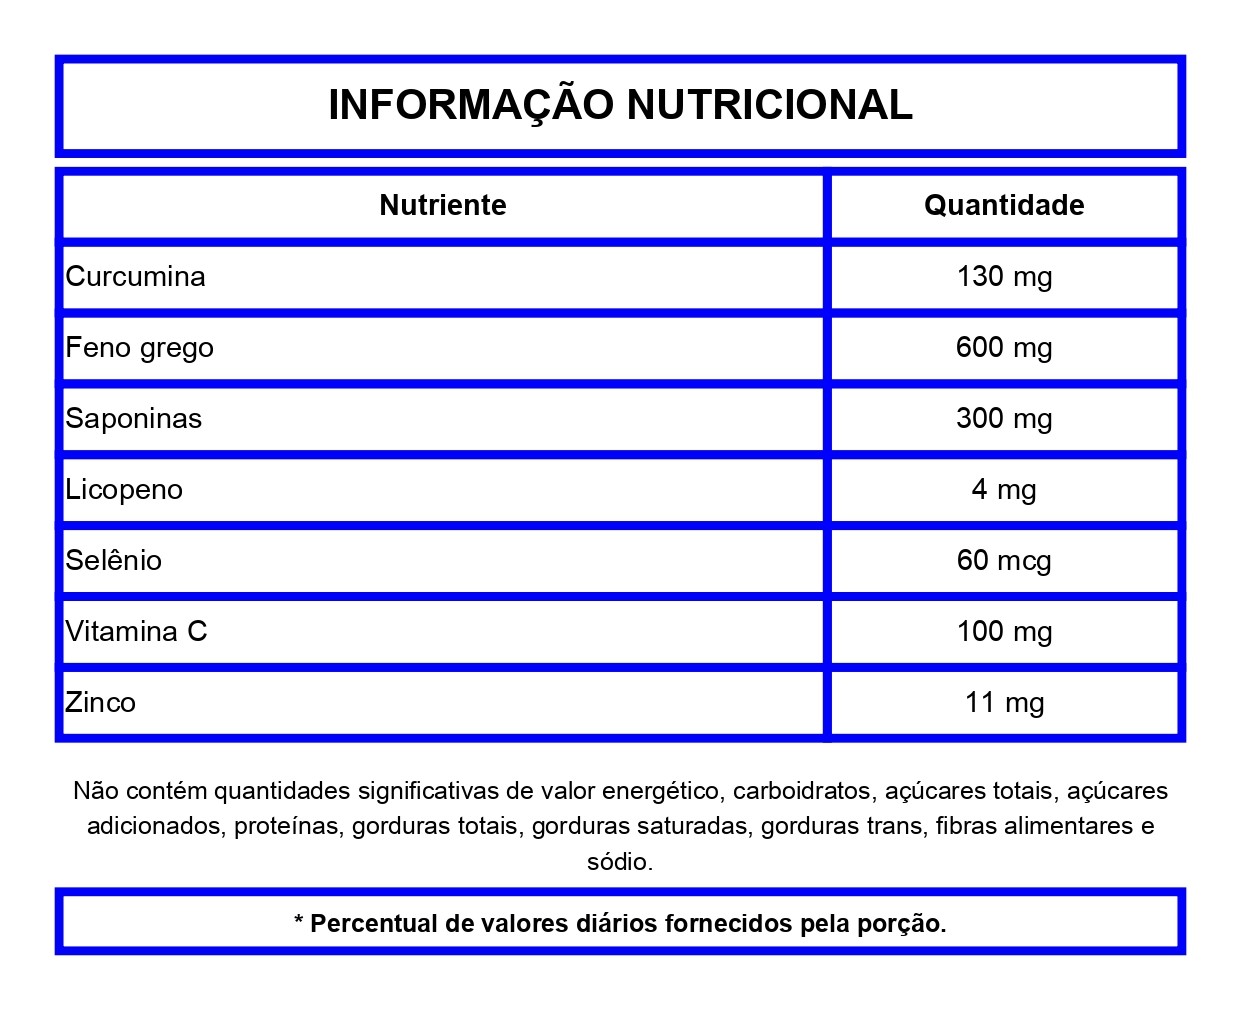 INFORMAÇÃO NUTRICIONAL
Nutriente Quantidade
Curcumina 130 mg
Feno grego 600 mg
Saponinas 300 mg
Licopeno 4 mg
Selênio 60 mcg
Vitamina C 100 mg
Zinco 11 mg
Não contém quantidades significativas de valor energético, carboidratos, açúcares totais, açúcares
adicionados, proteínas, gorduras totais, gorduras saturadas, gorduras trans, fibras alimentares e
sódio.
* Percentual de valores diários fornecidos pela porção.